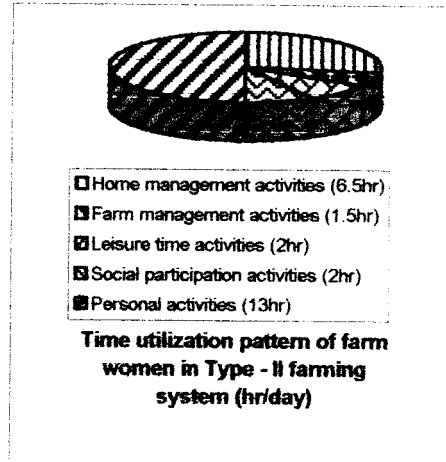 Home management activities (6.5hr)
Farm management activities (1.5hr)
Leisure time activities (2hr)
Social participation activities (2hr)
Personal activities (13hr)
Time utilization pattern of farm
women in Type - II farming
system (hr/day)